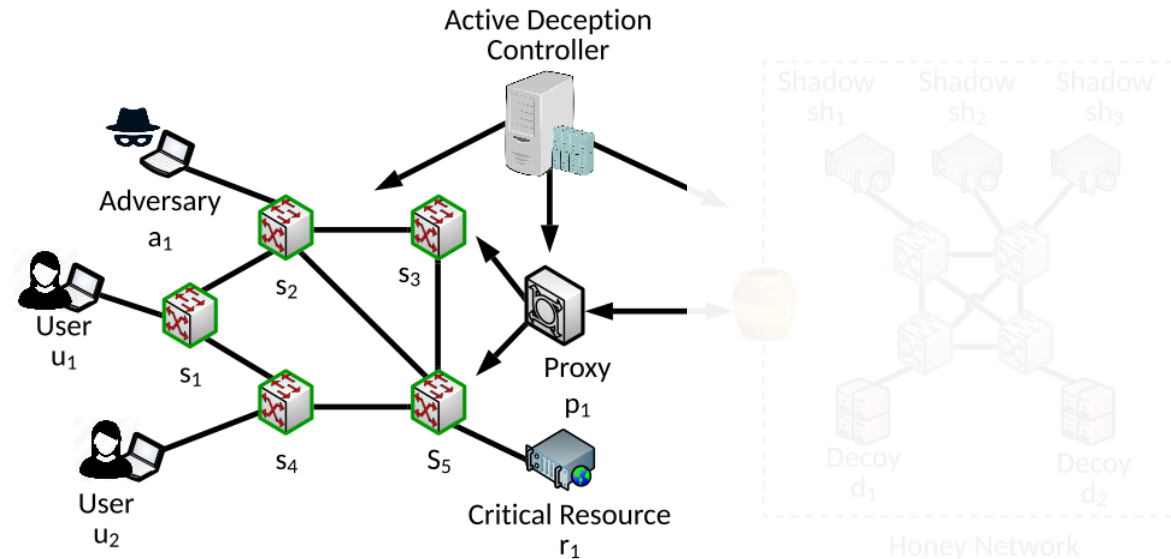 Active Deception
Controller
Shadow
sh₁
Shadow
sh₂
Shadow
sh₃
Adversary
a₁
s₂
s₃
User
u₁
s₁
Proxy
p₁
s₄
S₅
User
u₂
Critical Resource
r₁
Decoy
d₁
Decoy
d₂
Honey Network